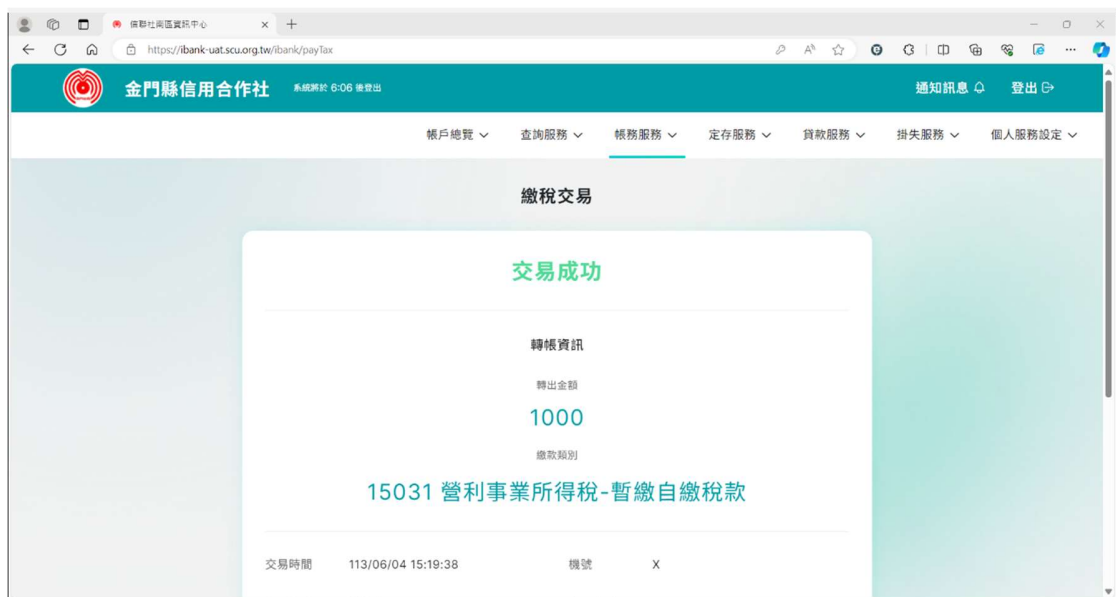 信聯社南區資訊中心
https://ibank-uat.scu.org.tw/ibank/payTax
金門縣信用合作社 系統將於 6:06 後登出 通知訊息 登出
帳戶總覽 查詢服務 帳務服務 定存服務 貸款服務 掛失服務 個人服務設定
繳稅交易
交易成功
轉帳資訊
轉出金額
1000
繳款類別
15031 營利事業所得稅-暫繳自繳稅款
交易時間 113/06/04 15:19:38 機號 X